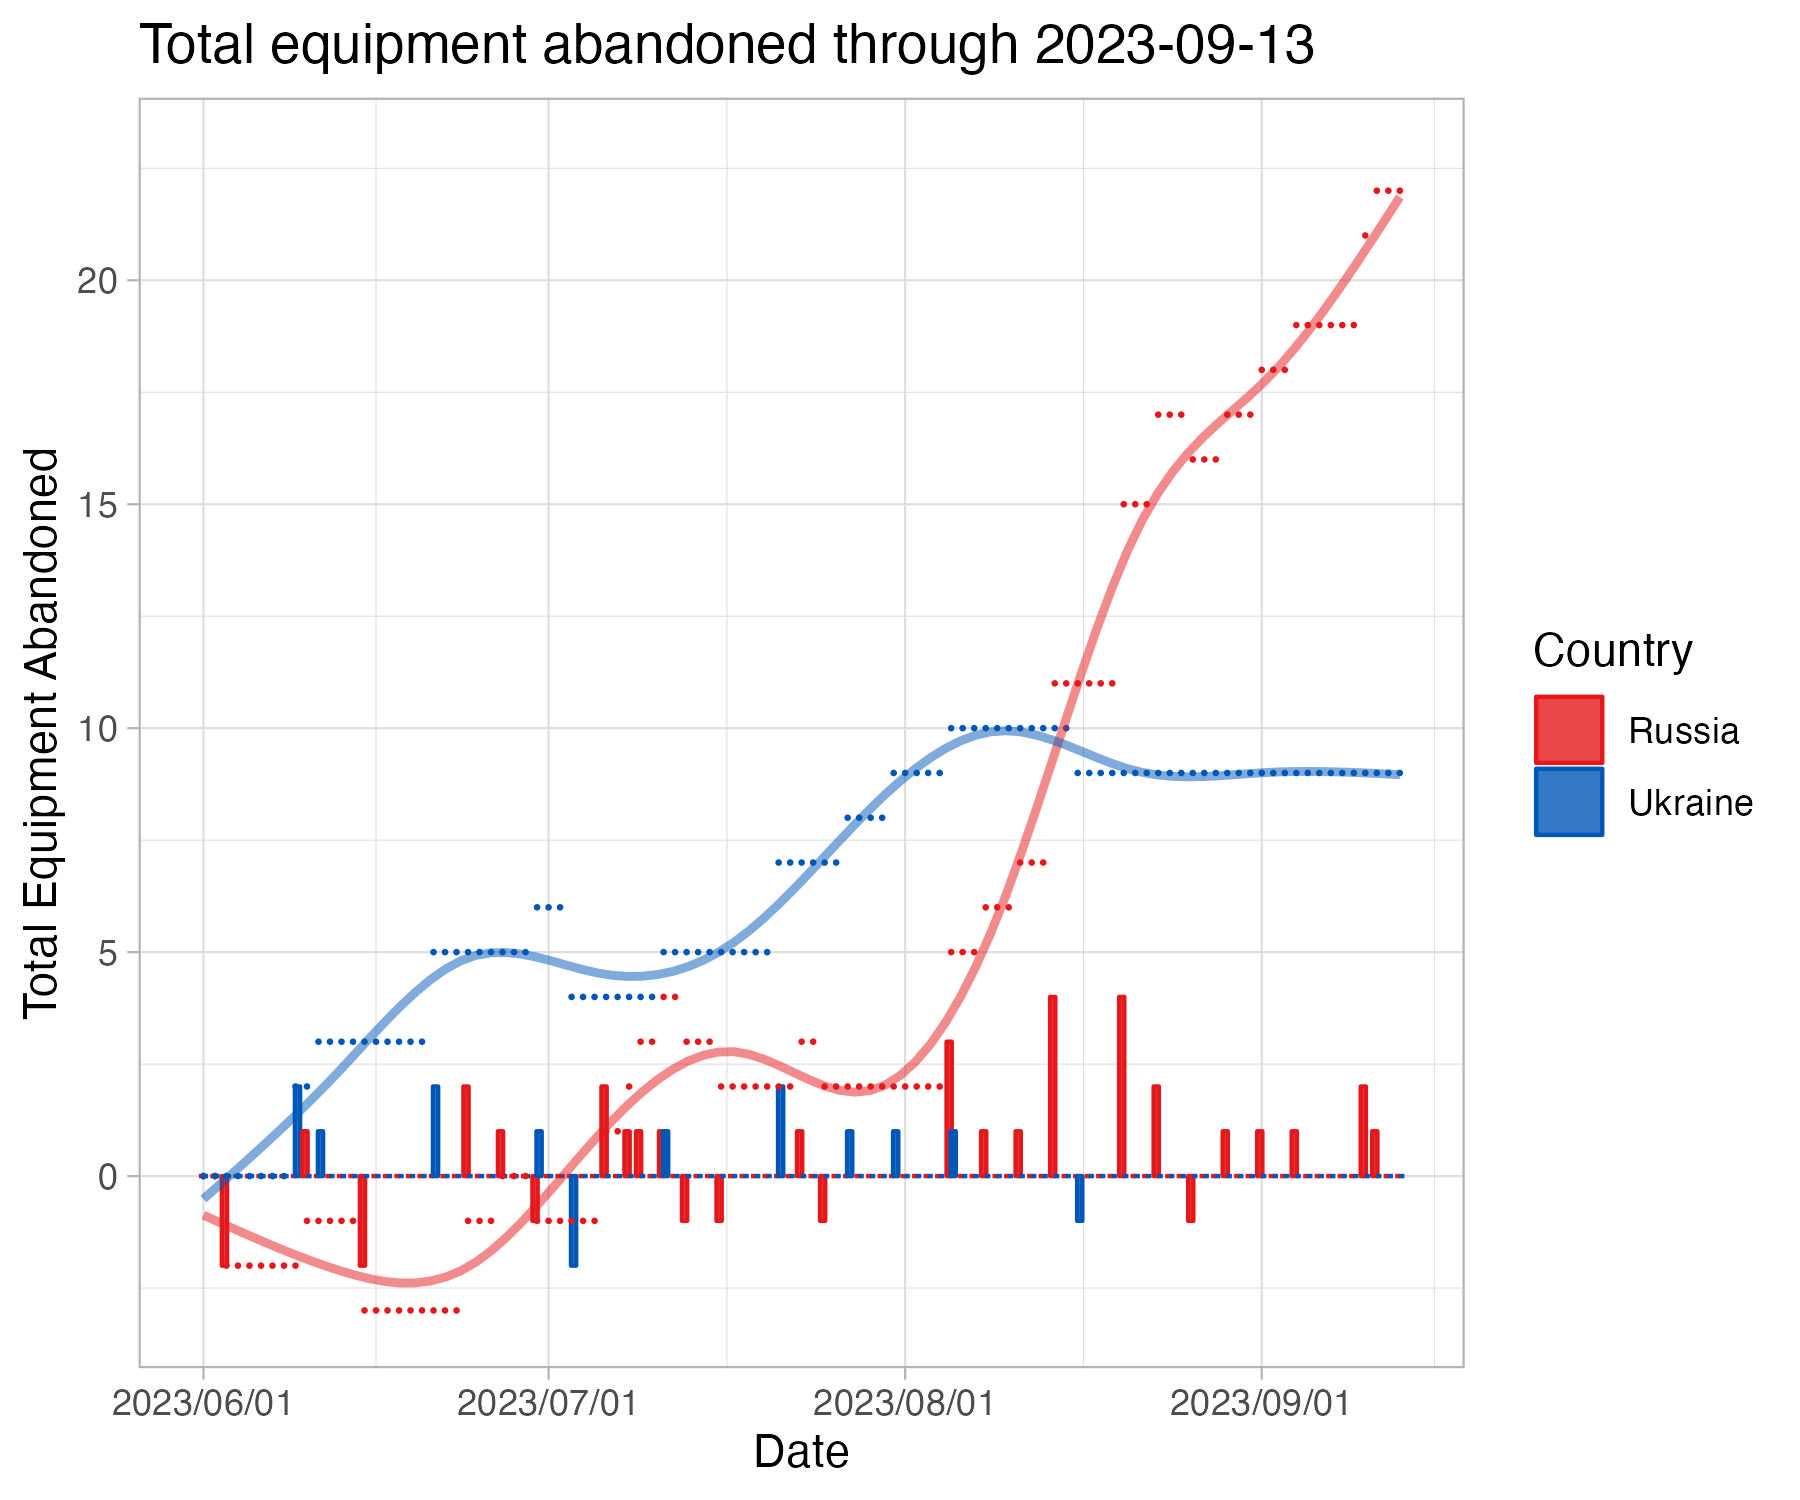 Total equipment abandoned through 2023-09-13
Total Equipment Abandoned
20
15
10
5
0
2023/06/01 2023/07/01 2023/08/01 2023/09/01
Date
Country
Russia
Ukraine